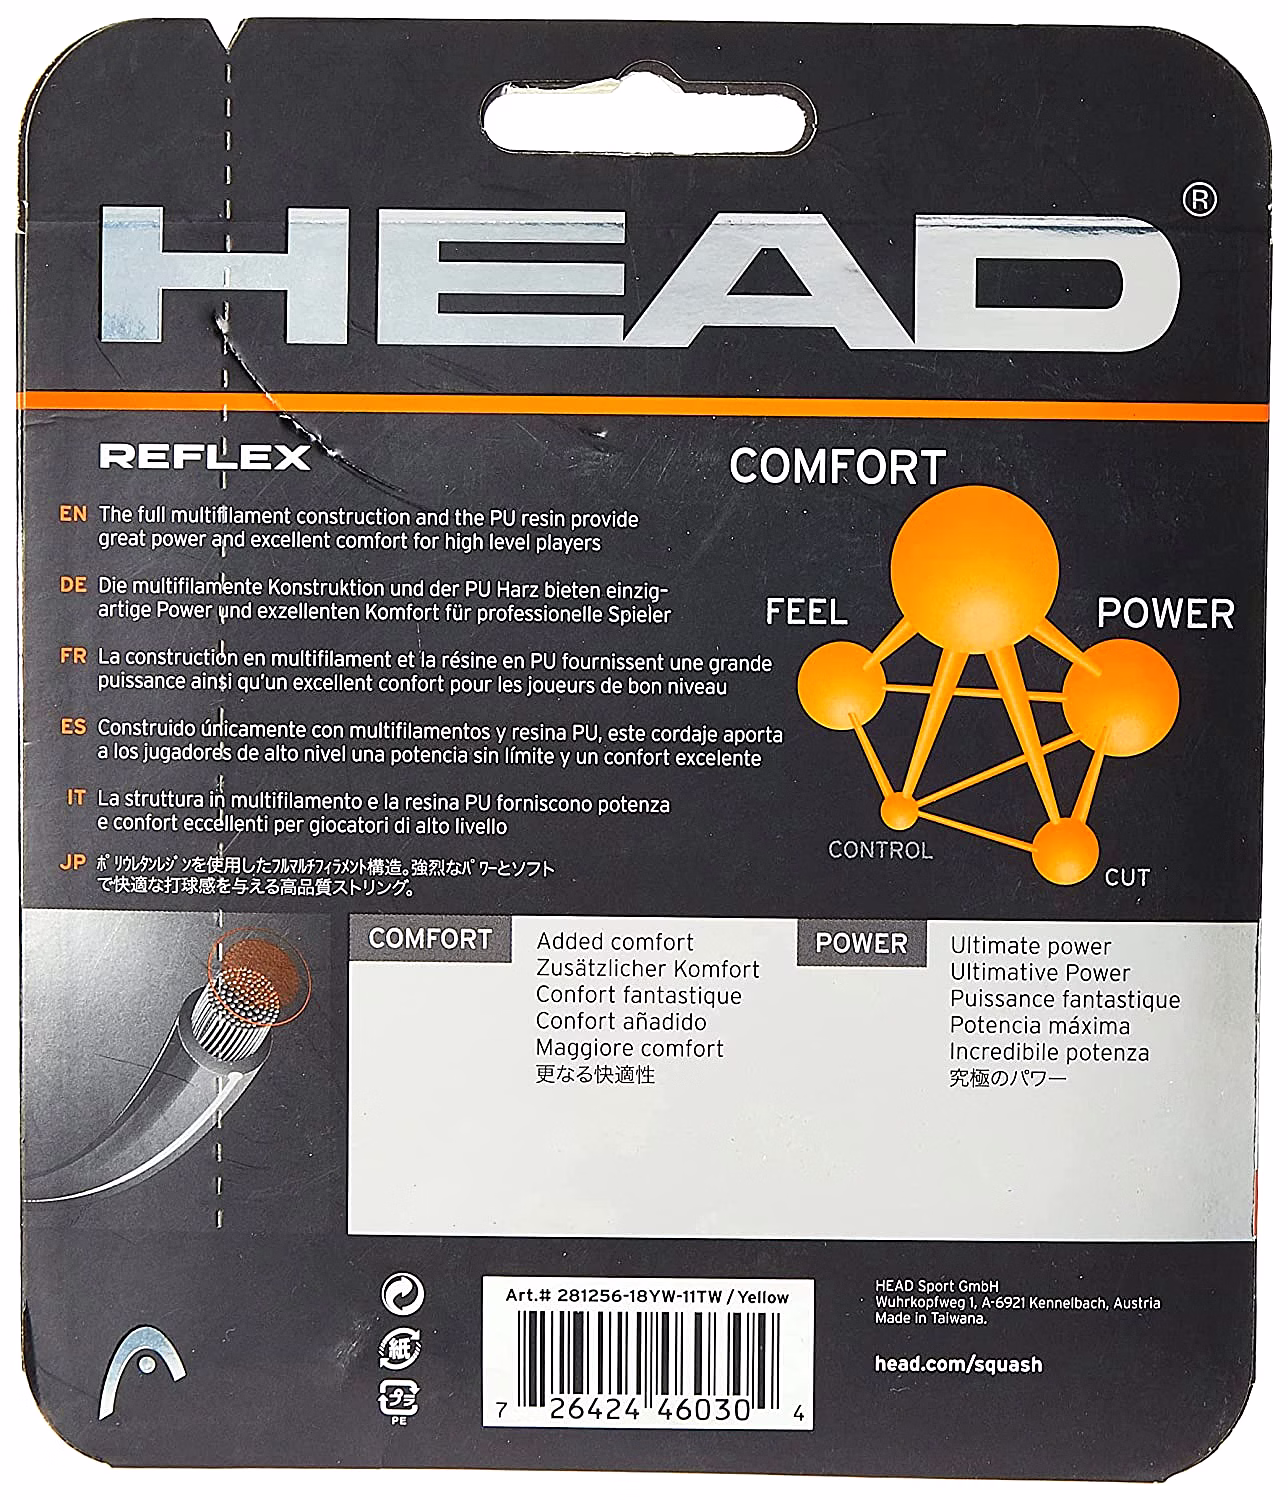 HEAD®
REFLEX
EN The full multifilament construction and the PU resin provide
great power and excellent comfort for high level players
DE Die multifilamente Konstruktion und der PU Harz bieten einzig-
artige Power und exzellenten Komfort für professionelle Spieler
FR La construction en multifilament et la résine en PU fournissent une grande
puissance ainsi qu'un excellent confort pour les joueurs de bon niveau
ES Construido únicamente con multifilamentos y resina PU, este cordaje aporta
a los jugadores de alto nivel una potencia sin límite y un confort excelente
IT La struttura in multifilamento e la resina PU forniscono potenza
e confort eccellenti per giocatori di alto livello
JP ﾎﾟﾘｳﾚﾀﾝﾚｼﾞﾝを使用したﾌﾙﾏﾙﾁﾌｨﾗﾒﾝﾄ構造。強烈なﾊﾟﾜｰとソフト
で快適な打球感を与える高品質ストリング。
COMFORT
FEEL
POWER
CONTROL
CUT
COMFORT
Added comfort
Zusätzlicher Komfort
Confort fantastique
Confort añadido
Maggiore comfort
更なる快適性
POWER
Ultimate power
Ultimative Power
Puissance fantastique
Potencia máxima
Incredibile potenza
究極のパワー
紙
プラ
PE
Art.# 281256-18YW-11TW / Yellow
7 26424 46030 4
HEAD Sport GmbH
Wuhrkopfweg 1, A-6921 Kennelbach, Austria
Made in Taiwana.
head.com/squash